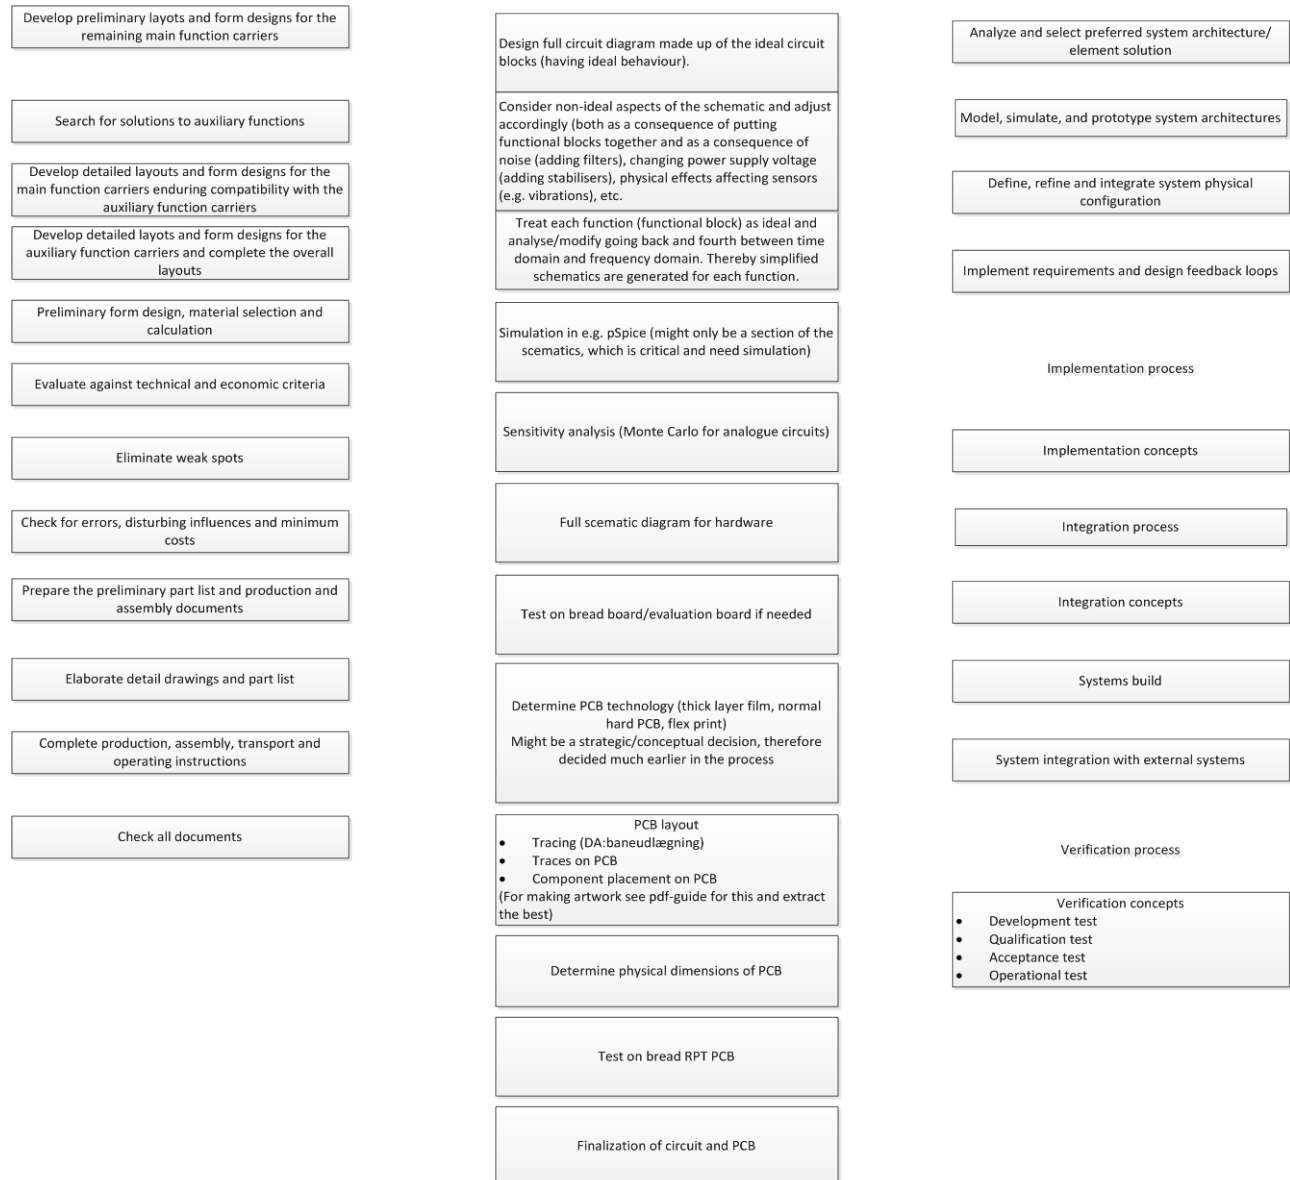 Develop preliminary layots and form designs for the
remaining main function carriers
Search for solutions to auxiliary functions
Develop detailed layouts and form designs for the
main function carriers enduring compatibility with the
auxiliary function carriers
Develop detailed layots and form designs for the
auxiliary function carriers and complete the overall
layouts
Preliminary form design, material selection and
calculation
Evaluate against technical and economic criteria
Eliminate weak spots
Check for errors, disturbing influences and minimum
costs
Prepare the preliminary part list and production and
assembly documents
Elaborate detail drawings and part list
Complete production, assembly, transport and
operating instructions
Check all documents
Design full circuit diagram made up of the ideal circuit
blocks (having ideal behaviour).
Consider non-ideal aspects of the schematic and adjust
accordingly (both as a consequence of putting
functional blocks together and as a consequence of
noise (adding filters), changing power supply voltage
(adding stabilisers), physical effects affecting sensors
(e.g. vibrations), etc.
Treat each function (functional block) as ideal and
analyse/modify going back and fourth between time
domain and frequency domain. Thereby simplified
schematics are generated for each function.
Simulation in e.g. pSpice (might only be a section of the
scematics, which is critical and need simulation)
Sensitivity analysis (Monte Carlo for analogue circuits)
Full scematic diagram for hardware
Test on bread board/evaluation board if needed
Determine PCB technology (thick layer film, normal
hard PCB, flex print)
Might be a strategic/conceptual decision, therefore
decided much earlier in the process
PCB layout
• Tracing (DA:baneudlægning)
• Traces on PCB
• Component placement on PCB
(For making artwork see pdf-guide for this and extract
the best)
Determine physical dimensions of PCB
Test on bread RPT PCB
Finalization of circuit and PCB
Analyze and select preferred system architecture/
element solution
Model, simulate, and prototype system architectures
Define, refine and integrate system physical
configuration
Implement requirements and design feedback loops
Implementation process
Implementation concepts
Integration process
Integration concepts
Systems build
System integration with external systems
Verification process
Verification concepts
• Development test
• Qualification test
• Acceptance test
• Operational test